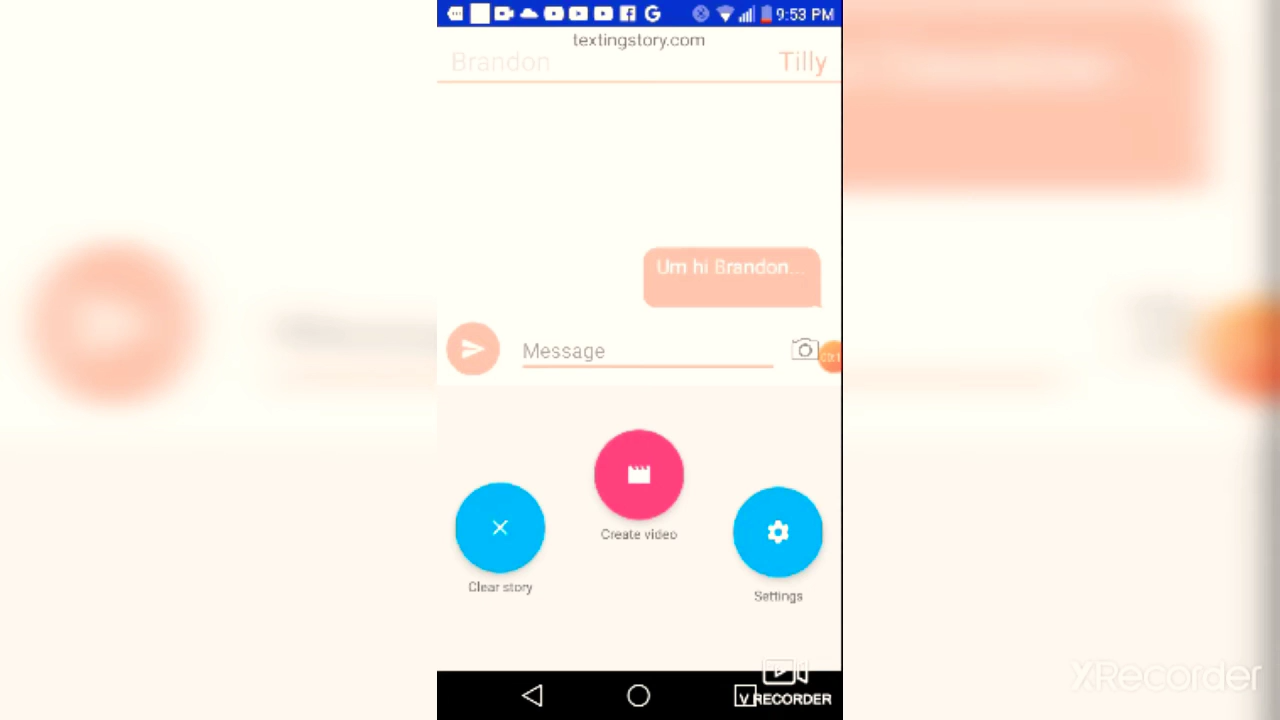 9:53 PM
textingstory.com
Brandon
Tilly
Um hi Brandon...
Message
Create video
Clear story
Settings
V RECORDER
XRecorder